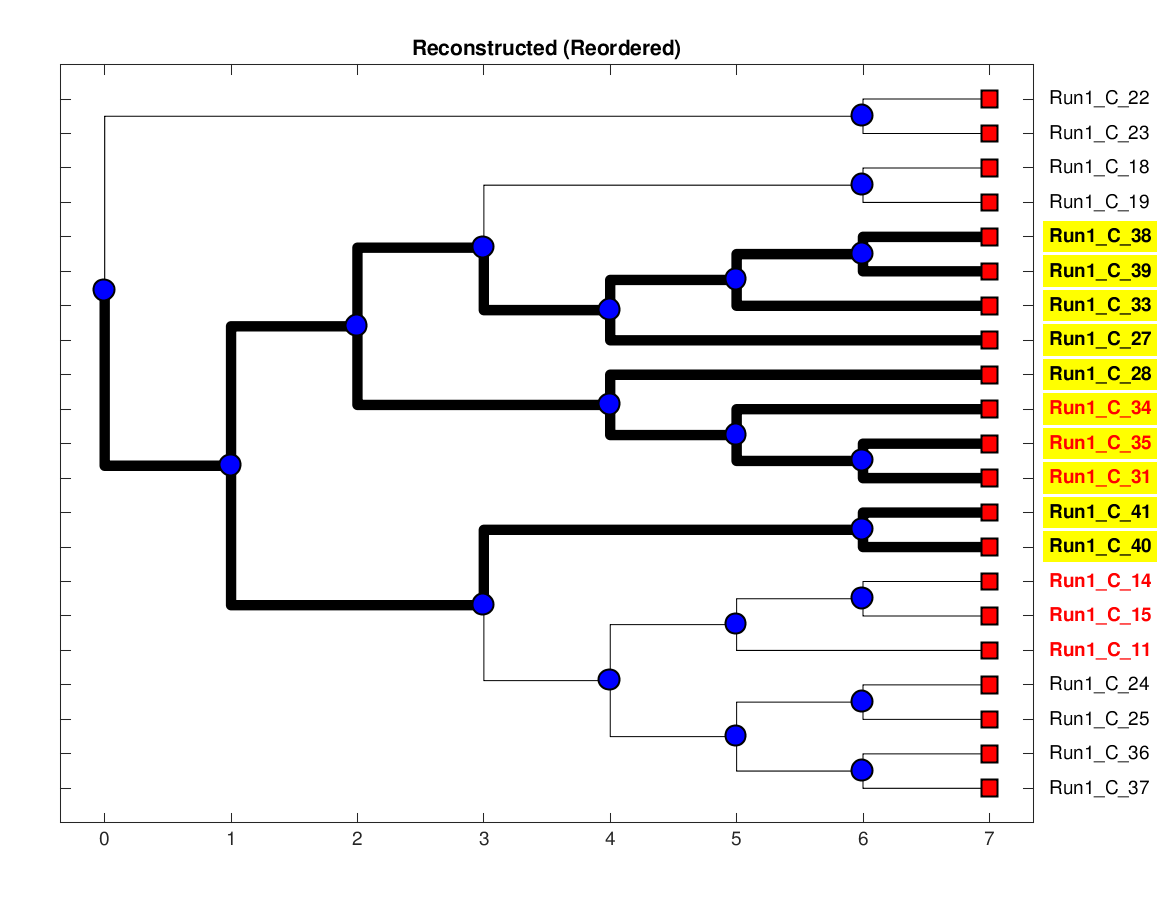 Reconstructed (Reordered)
Run1_C_22
Run1_C_23
Run1_C_18
Run1_C_19
Run1_C_38
Run1_C_39
Run1_C_33
Run1_C_27
Run1_C_28
Run1_C_34
Run1_C_35
Run1_C_31
Run1_C_41
Run1_C_40
Run1_C_14
Run1_C_15
Run1_C_11
Run1_C_24
Run1_C_25
Run1_C_36
Run1_C_37
0 1 2 3 4 5 6 7